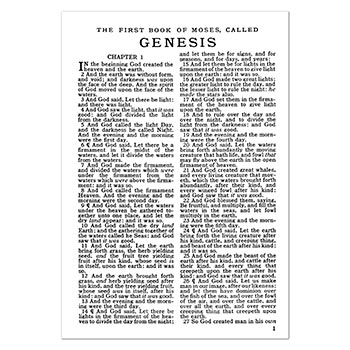 THE FIRST BOOK OF MOSES, CALLED
GENESIS
CHAPTER 1
IN the beginning God created the
heaven and the earth.
2 And the earth was without form,
and void; and darkness was upon
the face of the deep. And the Spirit
of God moved upon the face of the
waters.
3 And God said, Let there be light:
and there was light.
4 And God saw the light, that it was
good: and God divided the light
from the darkness.
5 And God called the light Day,
and the darkness he called Night.
And the evening and the morning
were the first day.
6 ¶ And God said, Let there be a
firmament in the midst of the
waters, and let it divide the waters
from the waters.
7 And God made the firmament,
and divided the waters which were
under the firmament from the
waters which were above the firma-
ment: and it was so.
8 And God called the firmament
Heaven. And the evening and the
morning were the second day.
9 ¶ And God said, Let the waters
under the heaven be gathered to-
gether unto one place, and let the
dry land appear: and it was so.
10 And God called the dry land
Earth; and the gathering together of
the waters called he Seas: and God
saw that it was good.
11 And God said, Let the earth
bring forth grass, the herb yielding
seed, and the fruit tree yielding
fruit after his kind, whose seed is
in itself, upon the earth: and it was
so.
12 And the earth brought forth
grass, and herb yielding seed after
his kind, and the tree yielding fruit,
whose seed was in itself, after his
kind: and God saw that it was good.
13 And the evening and the morn-
ing were the third day.
14 ¶ And God said, Let there be
lights in the firmament of the hea-
ven to divide the day from the night;
and let them be for signs, and for
seasons, and for days, and years:
15 And let them be for lights in the
firmament of the heaven to give light
upon the earth: and it was so.
16 And God made two great lights;
the greater light to rule the day, and
the lesser light to rule the night: he
made the stars also.
17 And God set them in the firma-
ment of the heaven to give light
upon the earth,
18 And to rule over the day and
over the night, and to divide the
light from the darkness: and God
saw that it was good.
19 And the evening and the morn-
ing were the fourth day.
20 And God said, Let the waters
bring forth abundantly the moving
creature that hath life, and fowl that
may fly above the earth in the open
firmament of heaven.
21 And God created great whales,
and every living creature that mov-
eth, which the waters brought forth
abundantly, after their kind, and
every winged fowl after his kind:
and God saw that it was good.
22 And God blessed them, saying,
Be fruitful, and multiply, and fill the
waters in the seas, and let fowl
multiply in the earth.
23 And the evening and the morn-
ing were the fifth day.
24 ¶ And God said, Let the earth
bring forth the living creature after
his kind, cattle, and creeping thing,
and beast of the earth after his kind:
and it was so.
25 And God made the beast of the
earth after his kind, and cattle after
their kind, and every thing that
creepeth upon the earth after his
kind: and God saw that it was good.
26 ¶ And God said, Let us make
man in our image, after our likeness:
and let them have dominion over
the fish of the sea, and over the fowl
of the air, and over the cattle, and
over all the earth, and over every
creeping thing that creepeth upon
the earth.
27 So God created man in his own
1